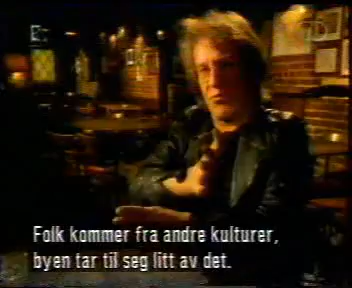 Folk kommer fra andre kulturer,
byen tar til seg litt av det.